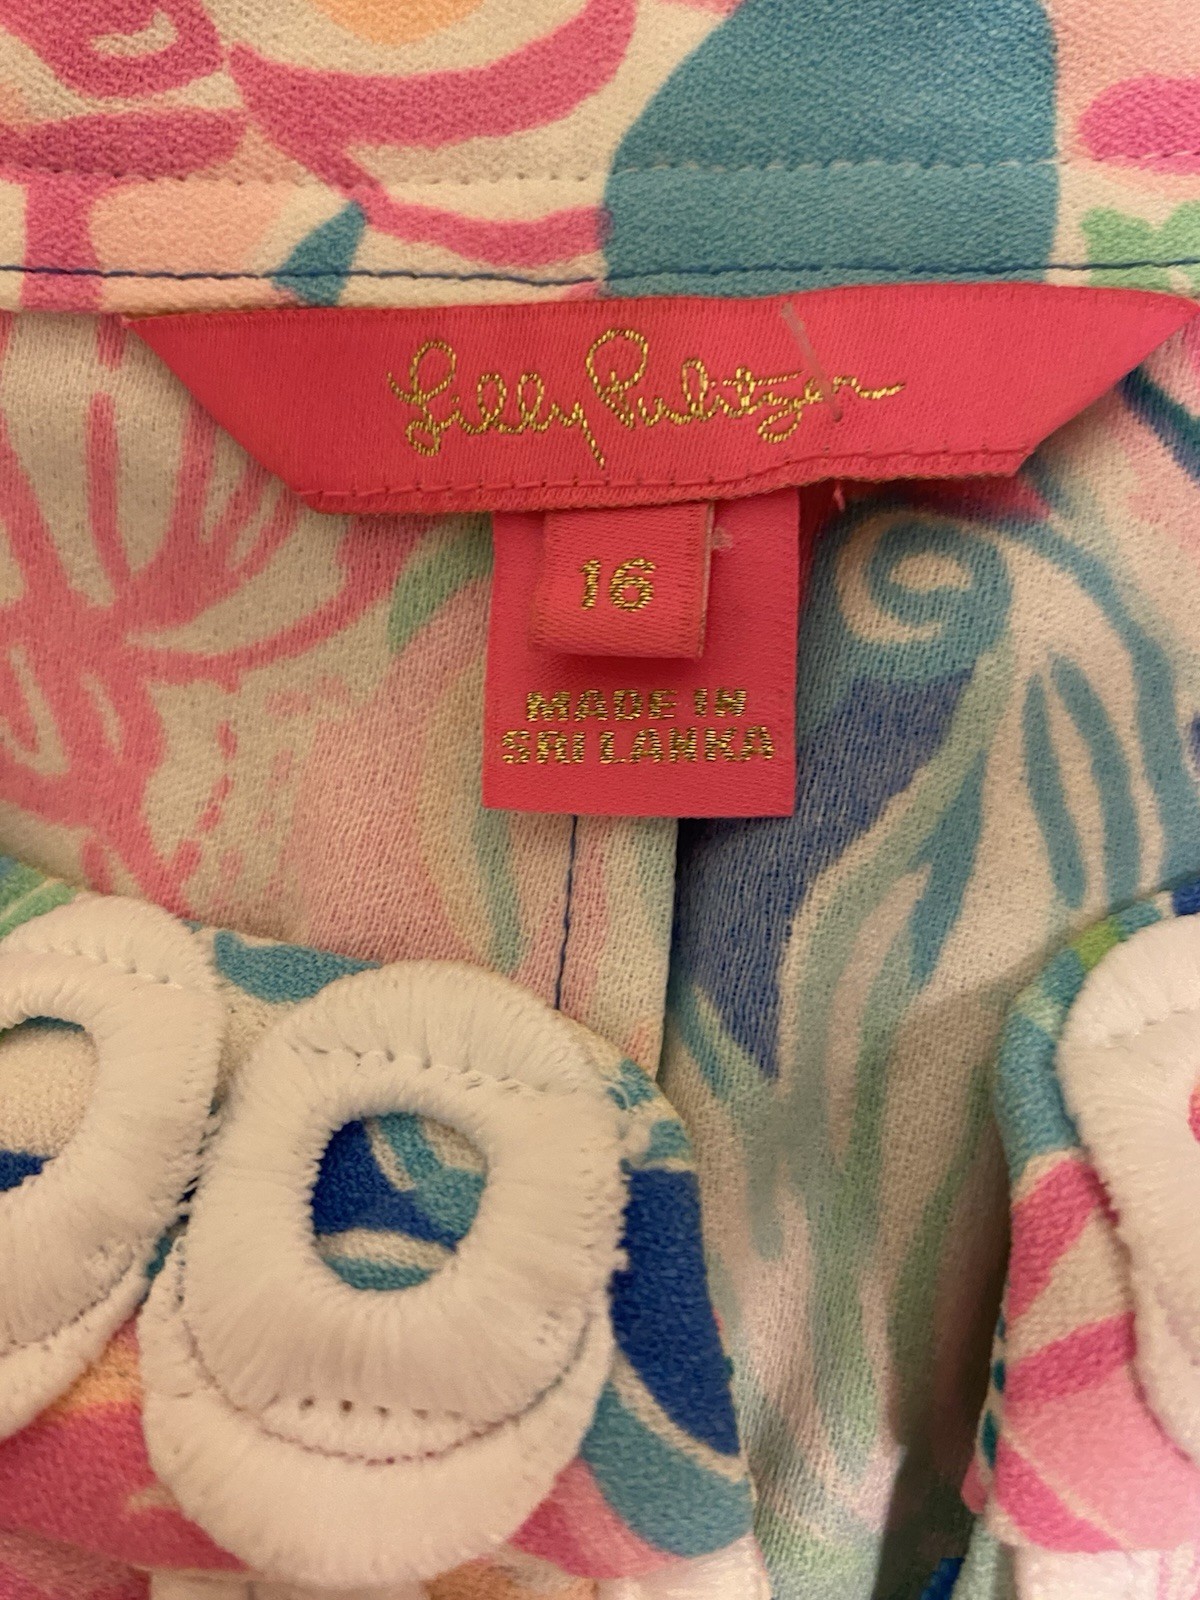 Lilly Pulitzer
16
MADE IN
SRI LANKA